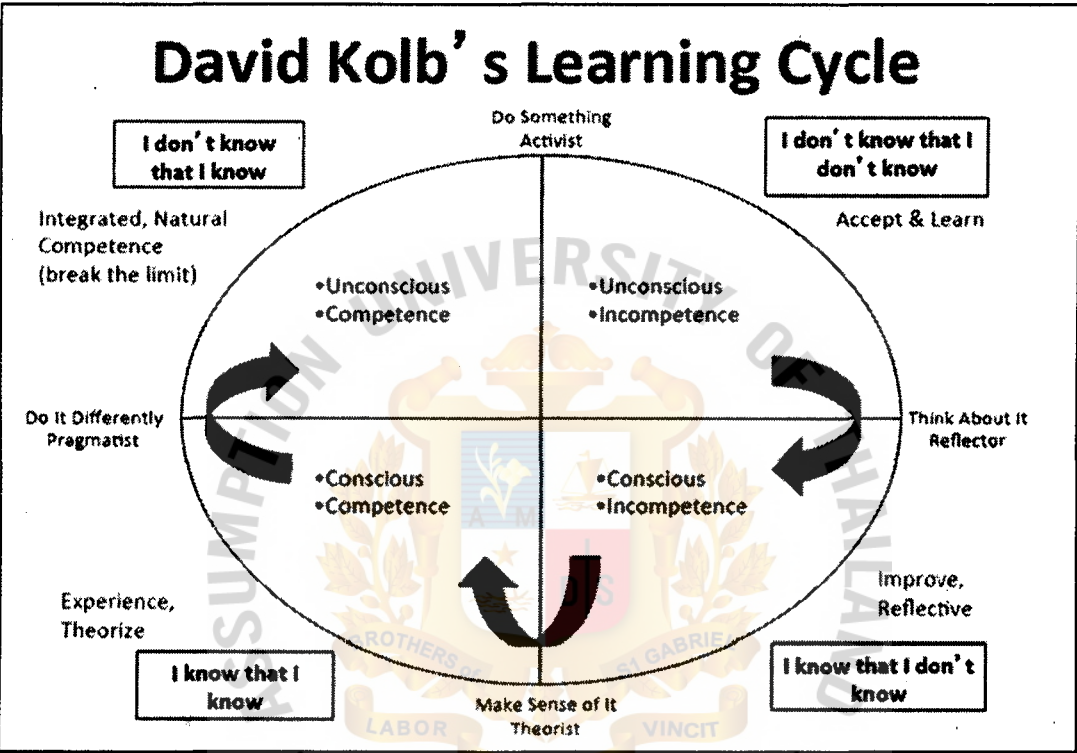 David Kolb's Learning Cycle
Do Something
Activist
I don't know
that I know
I don't know that I
don't know
Integrated, Natural
Competence
(break the limit)
Accept & Learn
•Unconscious
•Competence
•Unconscious
•Incompetence
Do It Differently
Pragmatist
Think About It
Reflector
•Conscious
•Competence
•Conscious
•Incompetence
Experience,
Theorize
Improve,
Reflective
I know that I
know
I know that I don't
know
Make Sense of It
Theorist
ASSUMPTION UNIVERSITY OF THAILAND
A M
D S
BROTHERS of
ST GABRIEL
LABOR
VINCIT